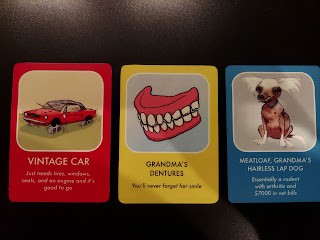 VINTAGE CAR
Just needs tires, windows,
seats, and an engine and it's
good to go
GRANDMA'S
DENTURES
You'll never forget her smile
MEATLOAF, GRANDMA'S
HAIRLESS LAP DOG
Essentially a rodent
with arthritis and
$7000 in vet bills